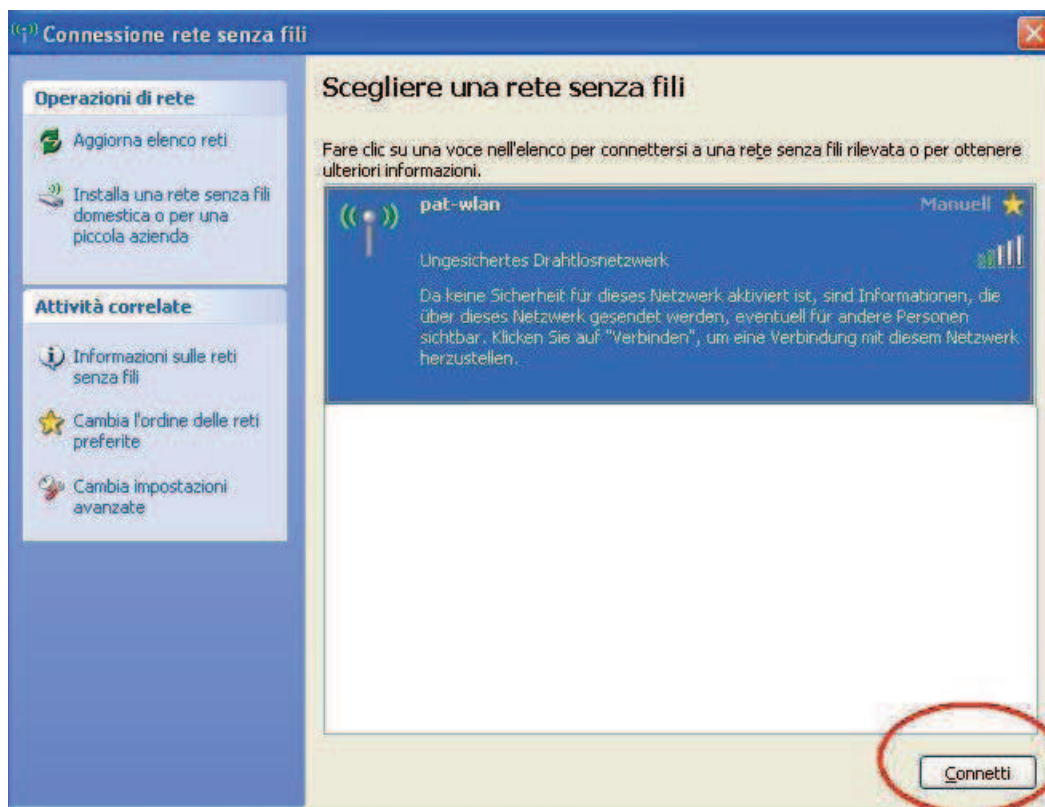 Connessione rete senza fili
Operazioni di rete
Aggiorna elenco reti
Installa una rete senza fili
domestica o per una
piccola azienda
Attività correlate
Informazioni sulle reti
senza fili
Cambia l'ordine delle reti
preferite
Cambia impostazioni
avanzate
Scegliere una rete senza fili
Fare clic su una voce nell'elenco per connettersi a una rete senza fili rilevata o per ottenere
ulteriori informazioni.
pat-wlan
Manuell
Ungesichertes Drahtlosnetzwerk
Da keine Sicherheit für dieses Netzwerk aktiviert ist, sind Informationen, die
über dieses Netzwerk gesendet werden, eventuell für andere Personen
sichtbar. Klicken Sie auf "Verbinden", um eine Verbindung mit diesem Netzwerk
herzustellen.
Connetti